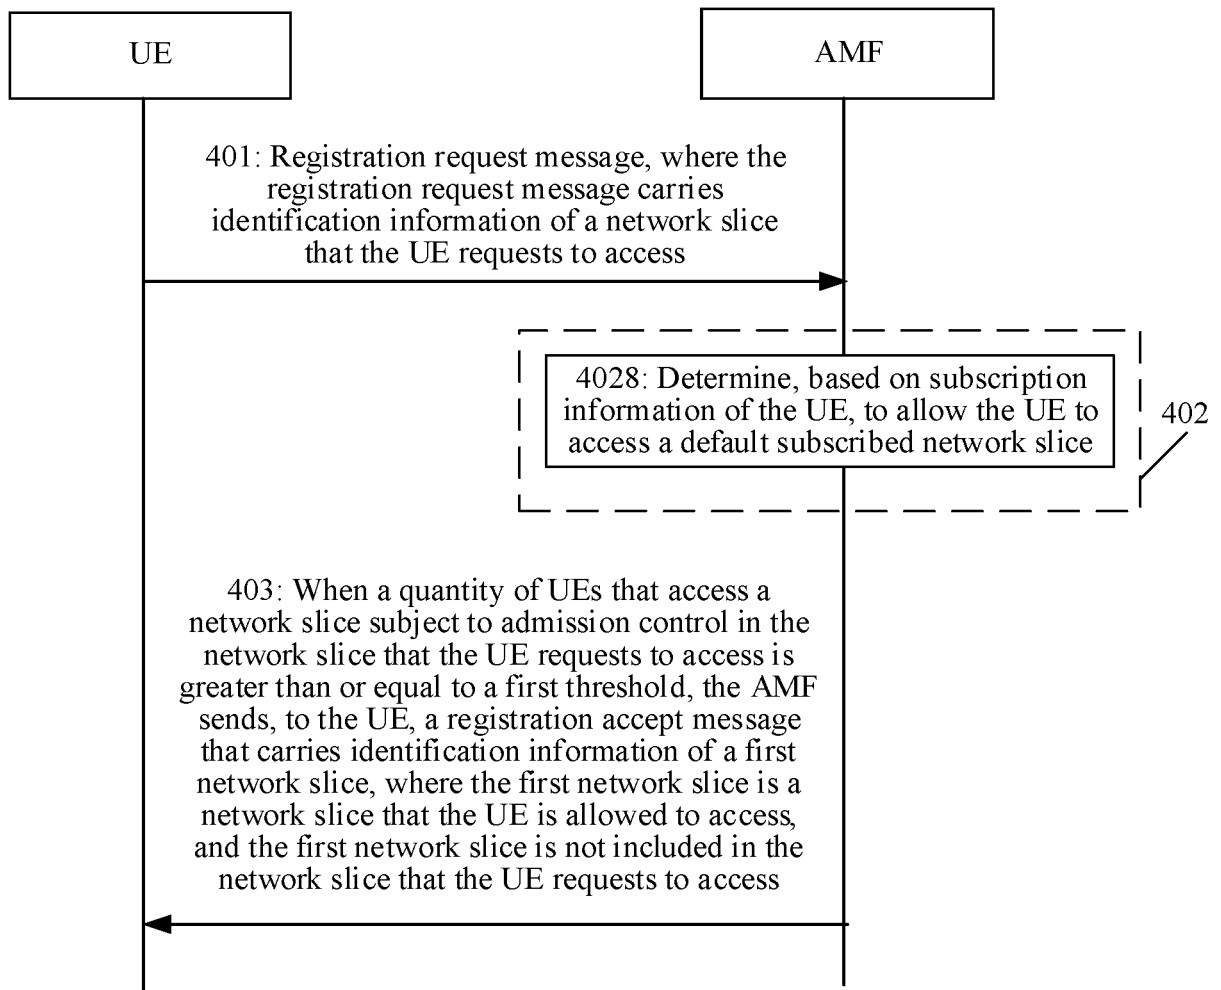 UE
AMF
401: Registration request message, where the
registration request message carries
identification information of a network slice
that the UE requests to access
4028: Determine, based on subscription
information of the UE, to allow the UE to
access a default subscribed network slice
402
403: When a quantity of UEs that access a
network slice subject to admission control in the
network slice that the UE requests to access is
greater than or equal to a first threshold, the AMF
sends, to the UE, a registration accept message
that carries identification information of a first
network slice, where the first network slice is a
network slice that the UE is allowed to access,
and the first network slice is not included in the
network slice that the UE requests to access